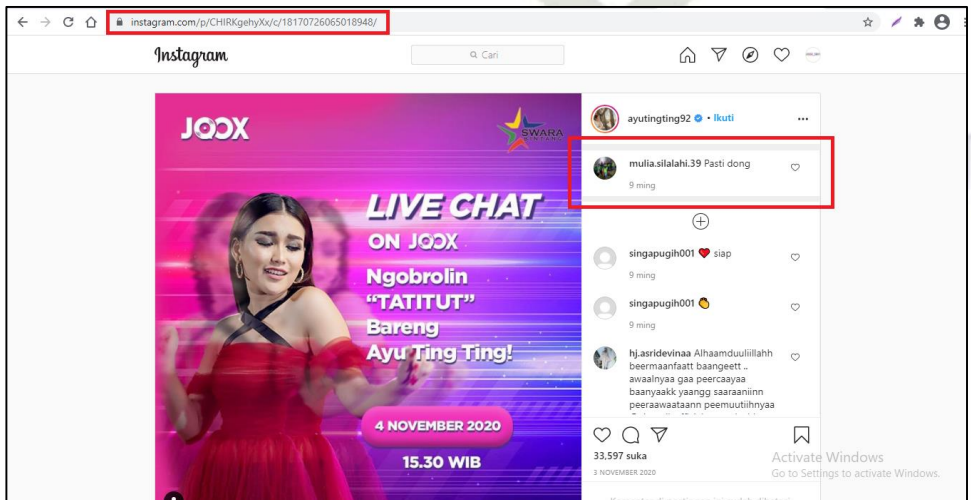 instagram.com/p/CHIRKgehyXx/c/18170726065018948/
Instagram
Cari
JOOX
SWARA
LIVE CHAT
ON JOOX
Ngobrolin
“TATITUT”
Bareng
Ayu Ting Ting!
4 NOVEMBER 2020
15.30 WIB
ayutingting92 • Ikuti
mulia.silalahi.39 Pasti dong
9 ming
singapugih001 ❤️ siap
9 ming
singapugih001 👏
9 ming
hj.asridevinaa Alhaamduuliillahh
beermaanfaatt baangeett ..
awaalnyaa gaa peercaayaa
baanyaakk yaangg saaraaniinn
peeraawaataann peemuutiihnyaa
33,597 suka
3 NOVEMBER 2020
Activate Windows
Go to Settings to activate Windows.